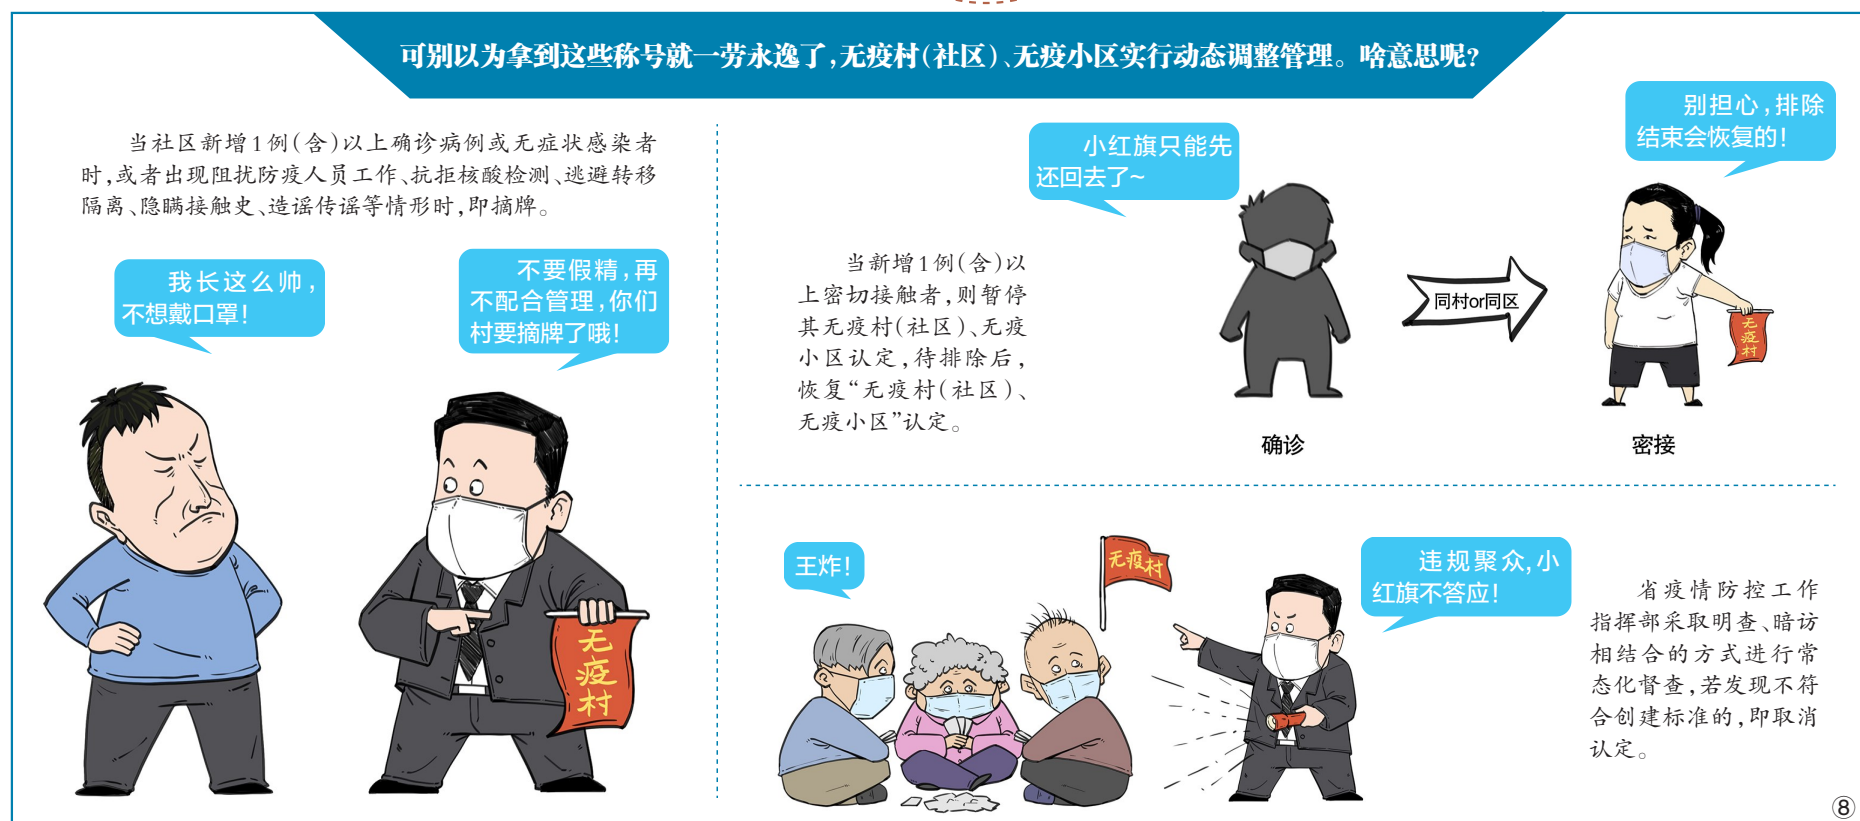 可别以为拿到这些称号就一劳永逸了,无疫村(社区)、无疫小区实行动态调整管理。啥意思呢?
当社区新增1例(含)以上确诊病例或无症状感染者
时,或者出现阻扰防疫人员工作、抗拒核酸检测、逃避转移
隔离、隐瞒接触史、造谣传谣等情形时,即摘牌。
我长这么帅,
不想戴口罩!
不要假精,再
不配合管理,你们
村要摘牌了哦!
无疫村
当新增1例(含)以
上密切接触者,则暂停
其无疫村(社区)、无疫
小区认定,待排除后,
恢复“无疫村(社区)、
无疫小区”认定。
小红旗只能先
还回去了~
确诊
同村or同区
别担心,排除
结束会恢复的!
无疫村
密接
王炸!
无疫村
违规聚众,小
红旗不答应!
省疫情防控工作
指挥部采取明查、暗访
相结合的方式进行常
态化督查,若发现不符
合创建标准的,即取消
认定。
⑧